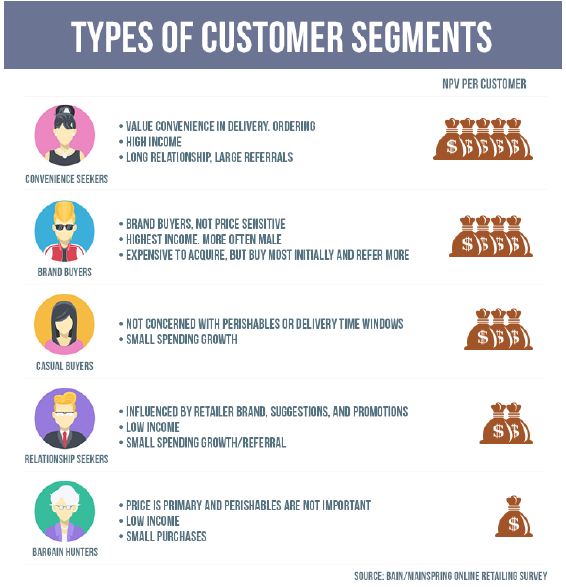 TYPES OF CUSTOMER SEGMENTS
NPV PER CUSTOMER
• VALUE CONVENIENCE IN DELIVERY, ORDERING
• HIGH INCOME
• LONG RELATIONSHIP, LARGE REFERRALS
CONVENIENCE SEEKERS
$ $ $ $ $
• BRAND BUYERS, NOT PRICE SENSITIVE
• HIGHEST INCOME, MORE OFTEN MALE
• EXPENSIVE TO ACQUIRE, BUT BUY MOST INITIALLY AND REFER MORE
BRAND BUYERS
$ $ $ $
• NOT CONCERNED WITH PERISHABLES OR DELIVERY TIME WINDOWS
• SMALL SPENDING GROWTH
CASUAL BUYERS
$ $ $
• INFLUENCED BY RETAILER BRAND, SUGGESTIONS, AND PROMOTIONS
• LOW INCOME
• SMALL SPENDING GROWTH/REFERRAL
RELATIONSHIP SEEKERS
$ $
• PRICE IS PRIMARY AND PERISHABLES ARE NOT IMPORTANT
• LOW INCOME
• SMALL PURCHASES
BARGAIN HUNTERS
$
SOURCE: BAIN/MAINSPRING ONLINE RETAILING SURVEY